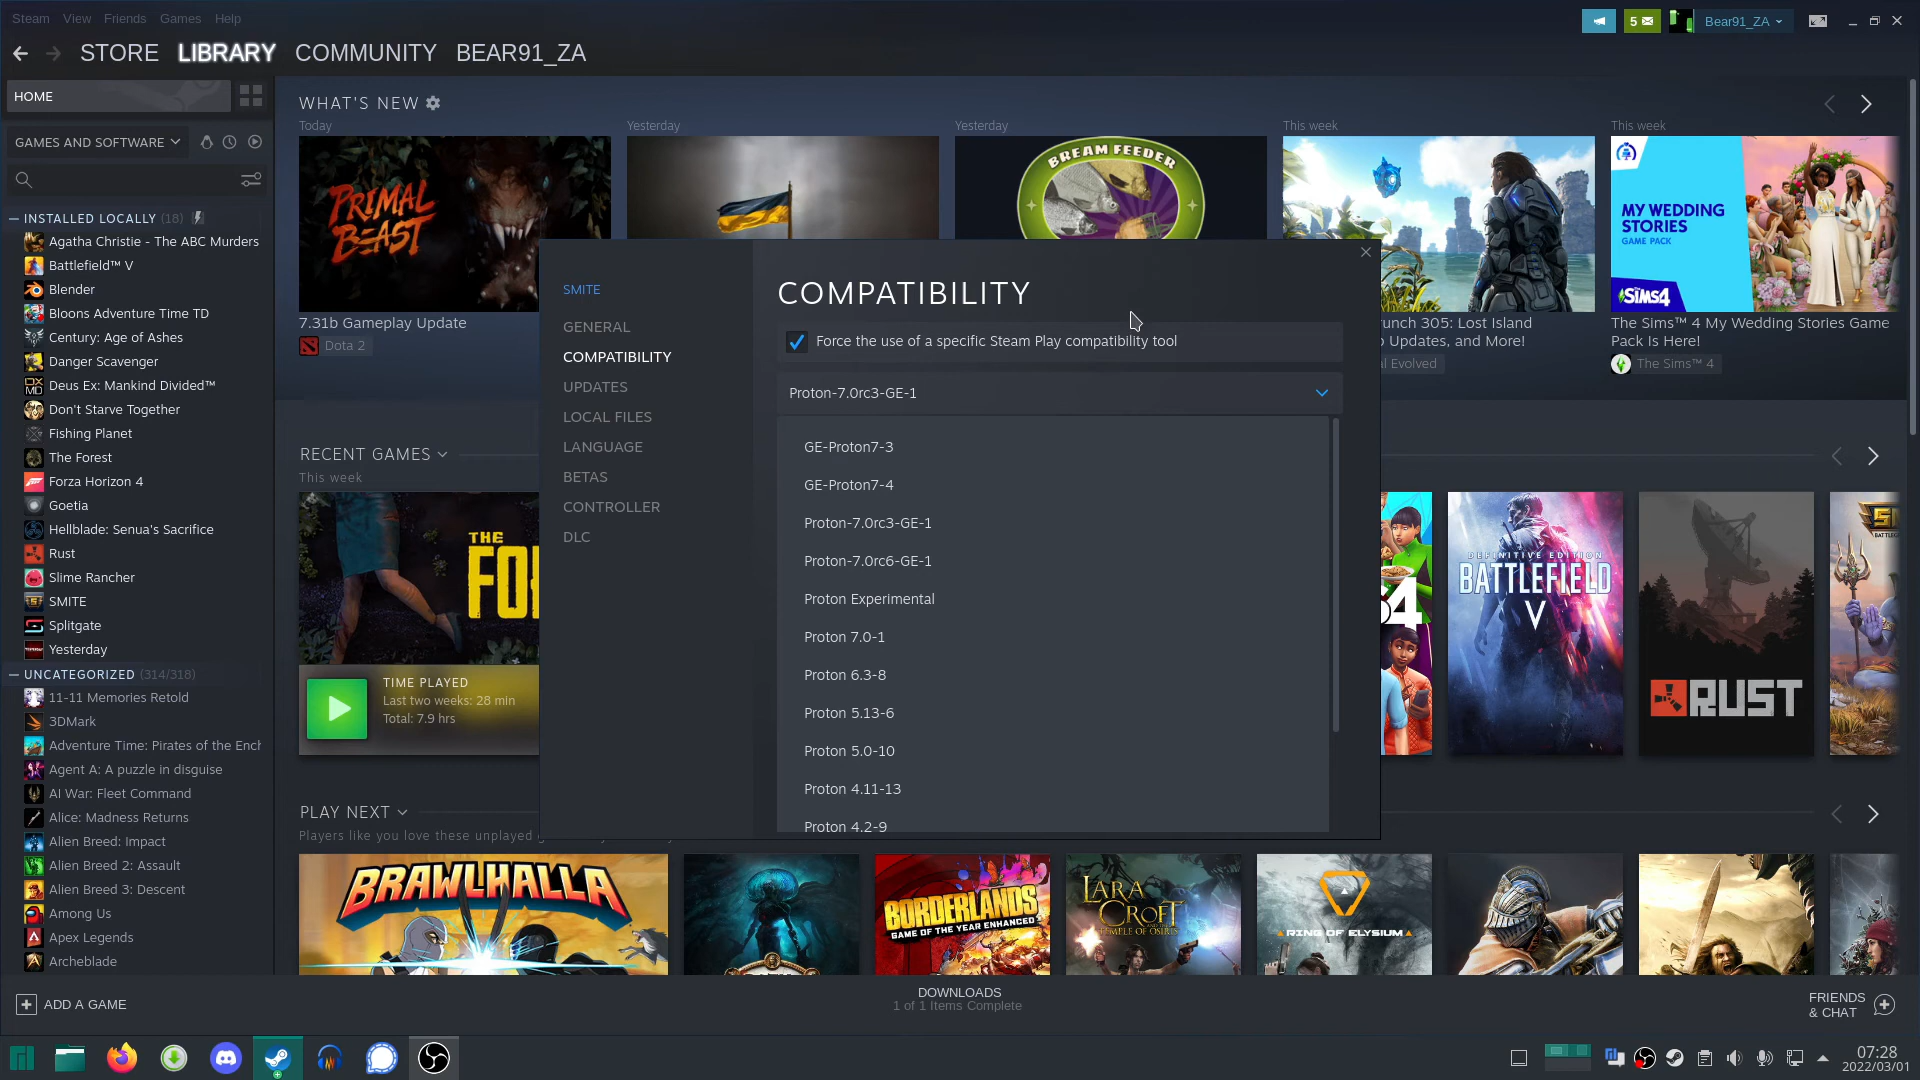 Steam View Friends Games Help
5
Bear91_ZA
STORE LIBRARY COMMUNITY BEAR91_ZA
HOME
GAMES AND SOFTWARE
INSTALLED LOCALLY (18)
Agatha Christie - The ABC Murders
Battlefield™ V
Blender
Bloons Adventure Time TD
Century: Age of Ashes
Danger Scavenger
Deus Ex: Mankind Divided™
Don't Starve Together
Fishing Planet
The Forest
Forza Horizon 4
Goetia
Hellblade: Senua's Sacrifice
Rust
Slime Rancher
SMITE
Splitgate
Yesterday
UNCATEGORIZED (314/318)
11-11 Memories Retold
3DMark
Adventure Time: Pirates of the Ench
Agent A: A puzzle in disguise
AI War: Fleet Command
Alice: Madness Returns
Alien Breed: Impact
Alien Breed 2: Assault
Alien Breed 3: Descent
Among Us
Apex Legends
Archeblade
WHAT'S NEW
Today
PRIMAL
BEAST
7.31b Gameplay Update
Dota 2
Yesterday
Yesterday
BREAM FEEDER
This week
unch 305: Lost Island
Updates, and More!
l Evolved
This week
MY WEDDING
STORIES
GAME PACK
SIMS4
The Sims™ 4 My Wedding Stories Game
Pack Is Here!
The Sims™ 4
RECENT GAMES
This week
THE
FO
TIME PLAYED
Last two weeks: 28 min
Total: 7.9 hrs
4
DEFINITIVE EDITION
BATTLEFIELD
V
RUST
PLAY NEXT
Players like you love these unplayed
BRAWLHALLA
BORDERLANDS
GAME OF THE YEAR ENHANCED
LARA
CROFT
TEMPLE OF OSIRIS
RING OF ELYSIUM
SMITE
GENERAL
COMPATIBILITY
UPDATES
LOCAL FILES
LANGUAGE
BETAS
CONTROLLER
DLC
COMPATIBILITY
Force the use of a specific Steam Play compatibility tool
Proton-7.0rc3-GE-1
GE-Proton7-3
GE-Proton7-4
Proton-7.0rc3-GE-1
Proton-7.0rc6-GE-1
Proton Experimental
Proton 7.0-1
Proton 6.3-8
Proton 5.13-6
Proton 5.0-10
Proton 4.11-13
Proton 4.2-9
ADD A GAME
DOWNLOADS
1 of 1 Items Complete
FRIENDS
& CHAT
07:28
2022/03/01